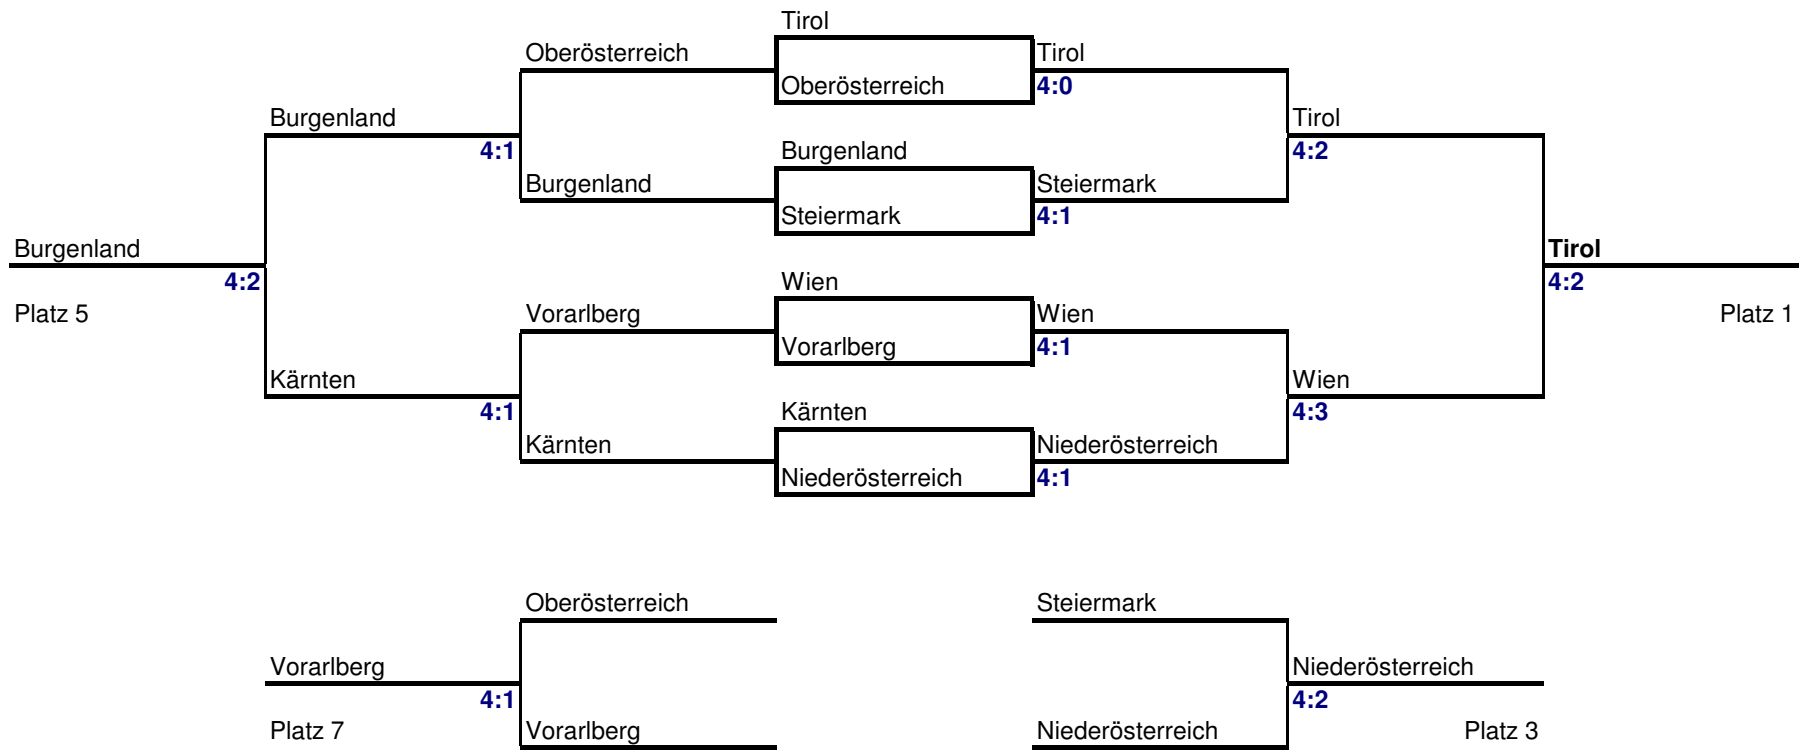 Tirol
Oberösterreich Tirol
Oberösterreich 4:0
Burgenland Tirol
4:1 Burgenland 4:2
Burgenland Steiermark
Steiermark 4:1
Burgenland Tirol
4:2 Wien 4:2
Platz 5 Vorarlberg Wien Platz 1
Vorarlberg 4:1
Kärnten Wien
4:1 Kärnten 4:3
Kärnten Niederösterreich
Niederösterreich 4:1
Oberösterreich Steiermark
Vorarlberg Niederösterreich
4:1 4:2
Platz 7 Vorarlberg Niederösterreich Platz 3